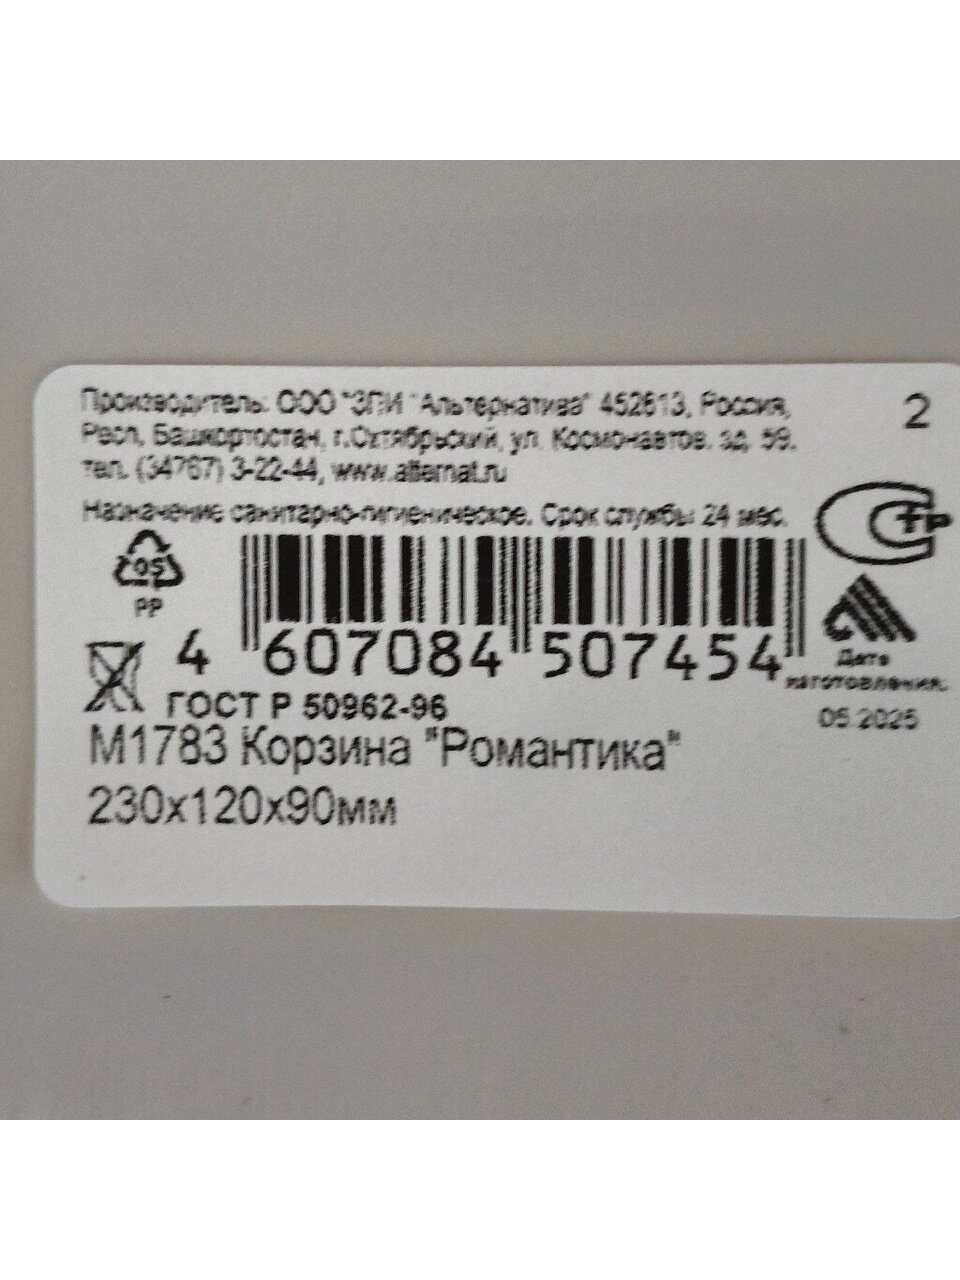 Производитель: ООО "ЗПИ "Альтернатива" 452613, Россия,
2
Респ, Башкортостан, г.Октябрьский, ул. Космонавтов. зд. 59.
тел. (34767) 3-22-44, www.alternat.ru
Назначение санитарно-гигиеническое. Срок службы 24 мес.
05
PP
СТР
4 607084 507454
Дата
изготовления:
05.2025
ГОСТ Р 50962-96
М1783 Корзина "Романтика"
230х120х90мм